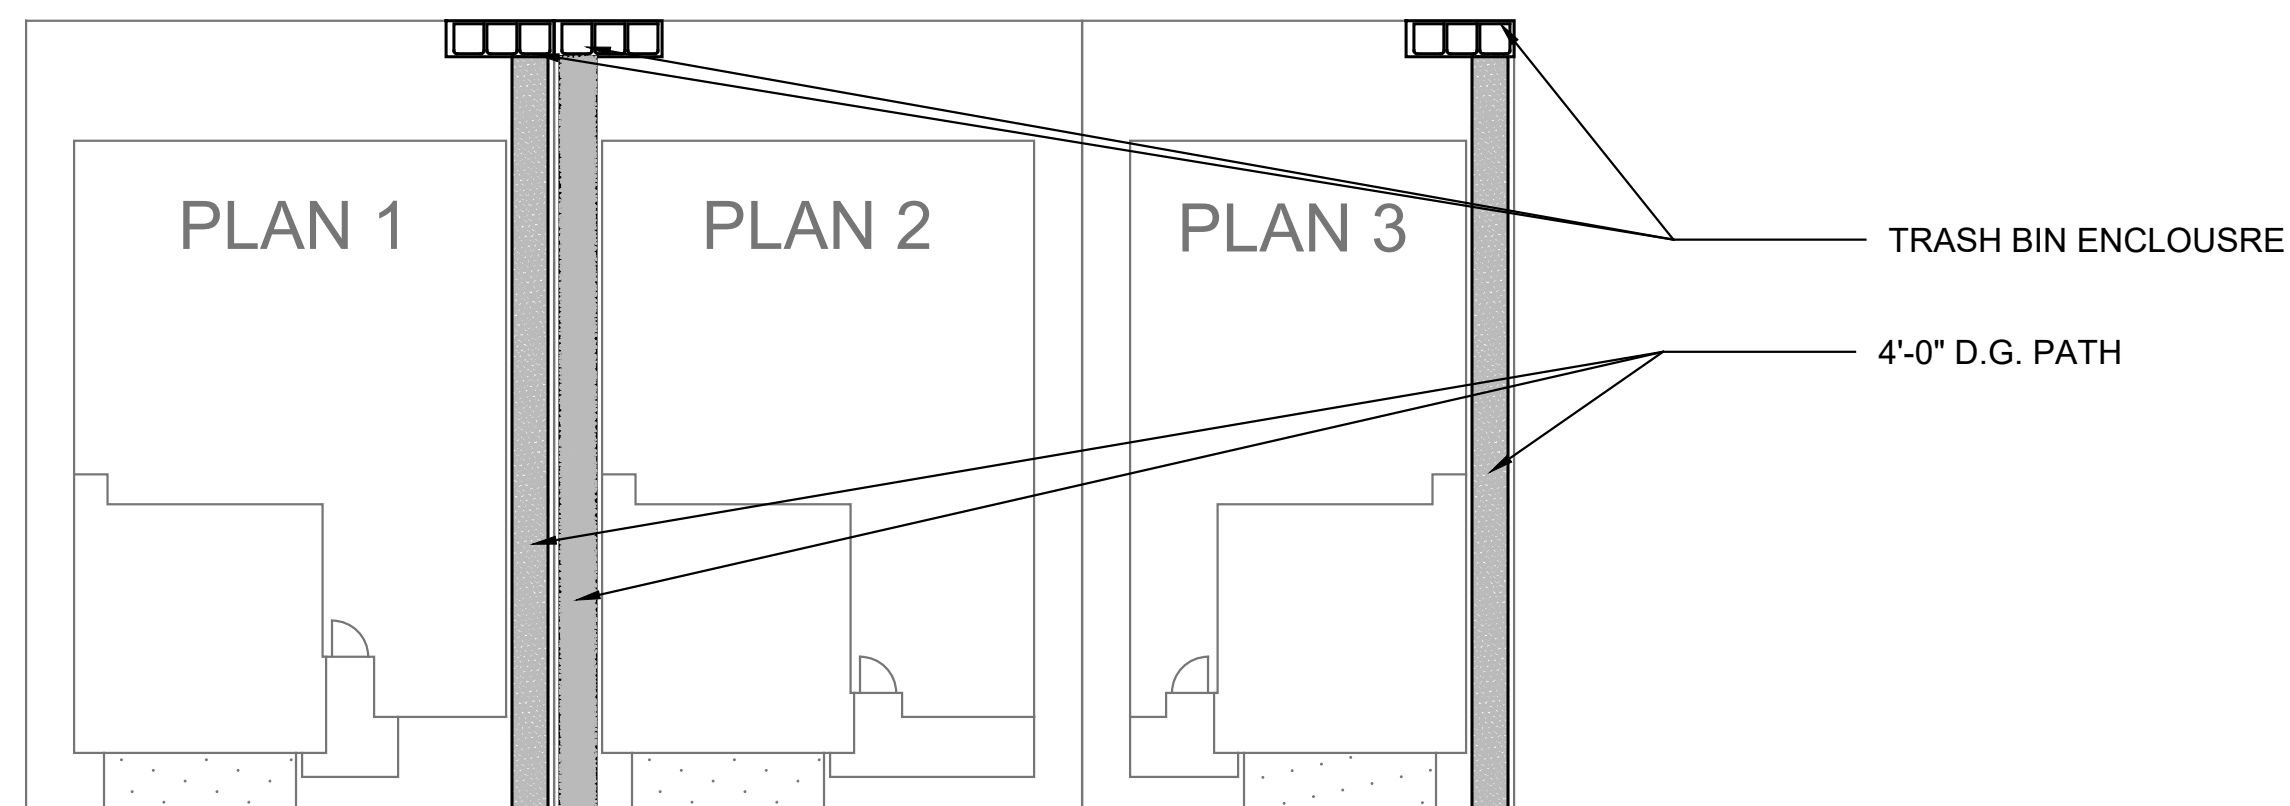 PLAN 1
PLAN 2
PLAN 3
TRASH BIN ENCLOUSRE
4'-0" D.G. PATH